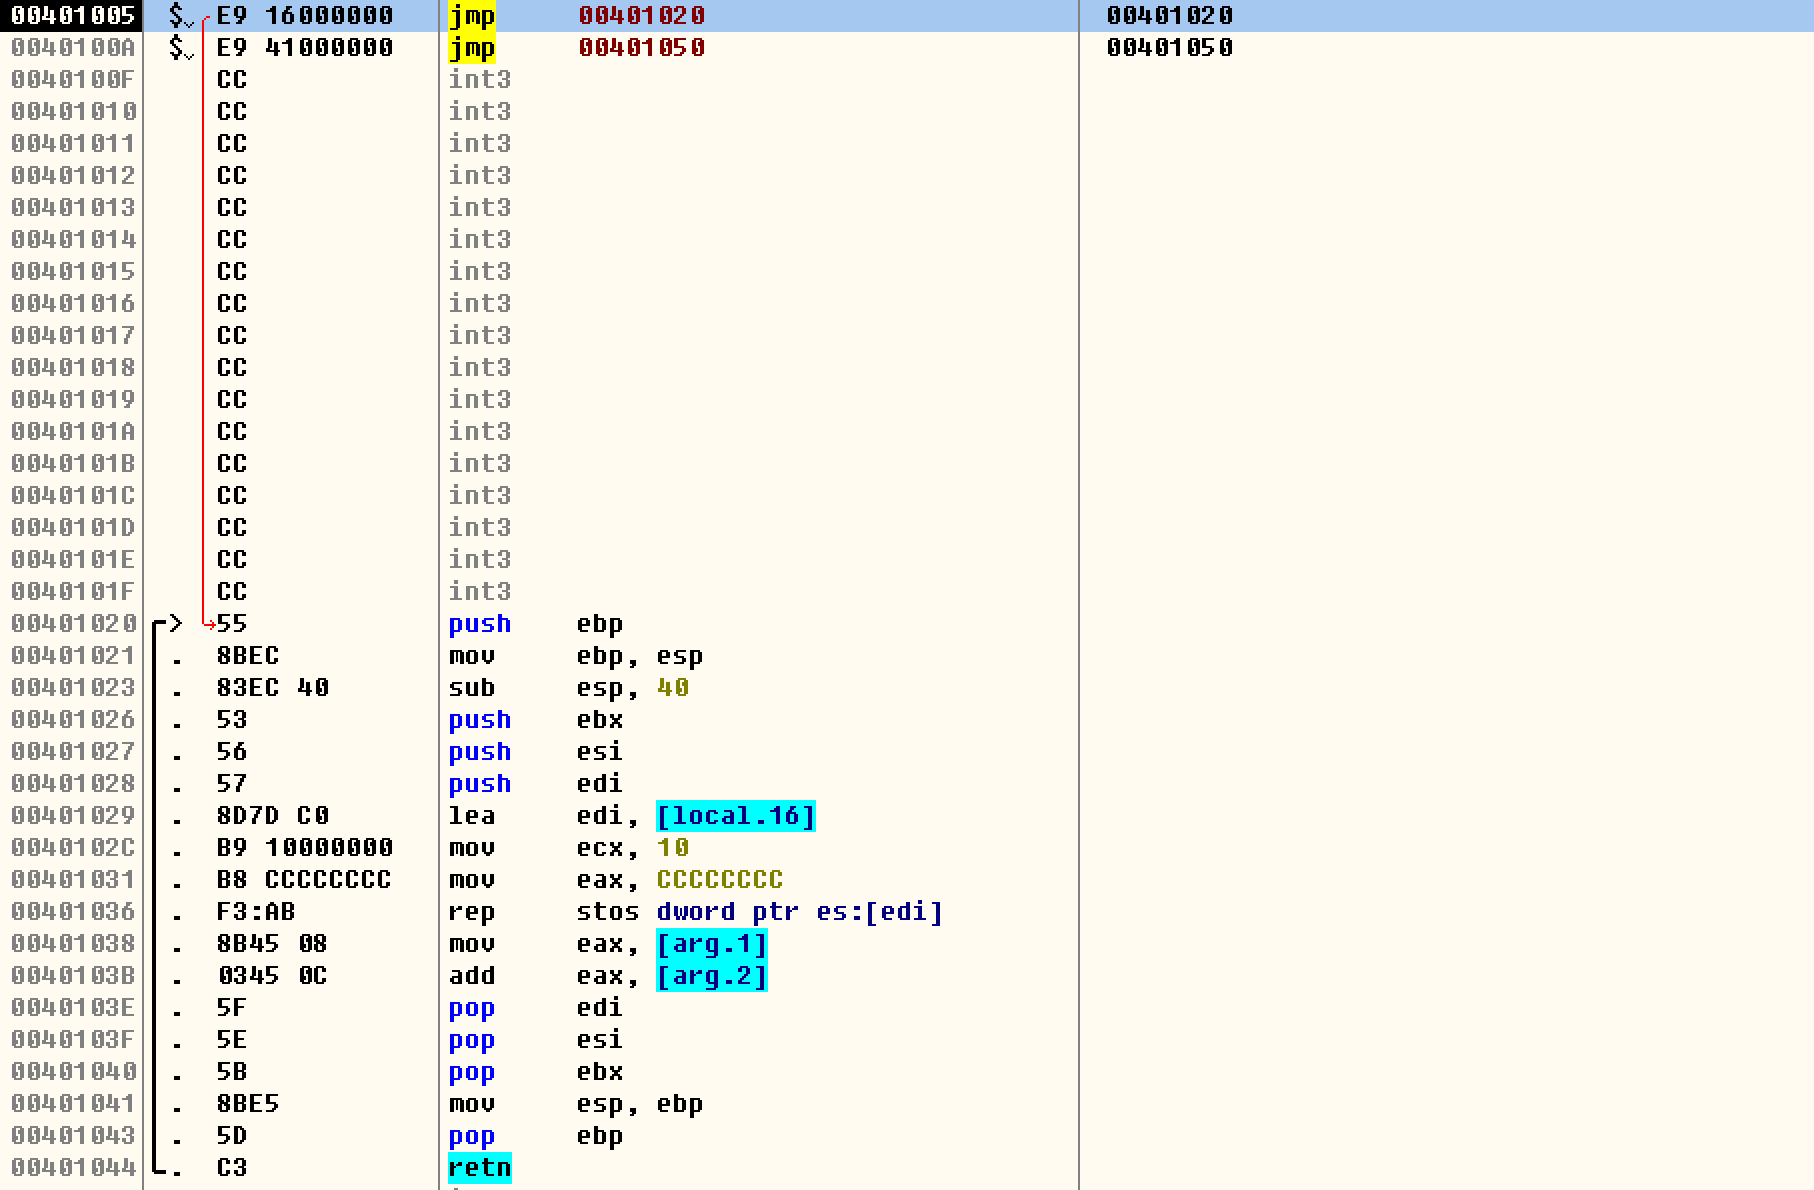 00401005 $ E9 16000000 jmp 00401020 00401020
0040100A $ E9 41000000 jmp 00401050 00401050
0040100F CC int3
00401010 CC int3
00401011 CC int3
00401012 CC int3
00401013 CC int3
00401014 CC int3
00401015 CC int3
00401016 CC int3
00401017 CC int3
00401018 CC int3
00401019 CC int3
0040101A CC int3
0040101B CC int3
0040101C CC int3
0040101D CC int3
0040101E CC int3
0040101F CC int3
00401020 > 55 push ebp
00401021 . 8BEC mov ebp, esp
00401023 . 83EC 40 sub esp, 40
00401026 . 53 push ebx
00401027 . 56 push esi
00401028 . 57 push edi
00401029 . 8D7D C0 lea edi, [local.16]
0040102C . B9 10000000 mov ecx, 10
00401031 . B8 CCCCCCCC mov eax, CCCCCCCC
00401036 . F3:AB rep stos dword ptr es:[edi]
00401038 . 8B45 08 mov eax, [arg.1]
0040103B . 0345 0C add eax, [arg.2]
0040103E . 5F pop edi
0040103F . 5E pop esi
00401040 . 5B pop ebx
00401041 . 8BE5 mov esp, ebp
00401043 . 5D pop ebp
00401044 . C3 retn